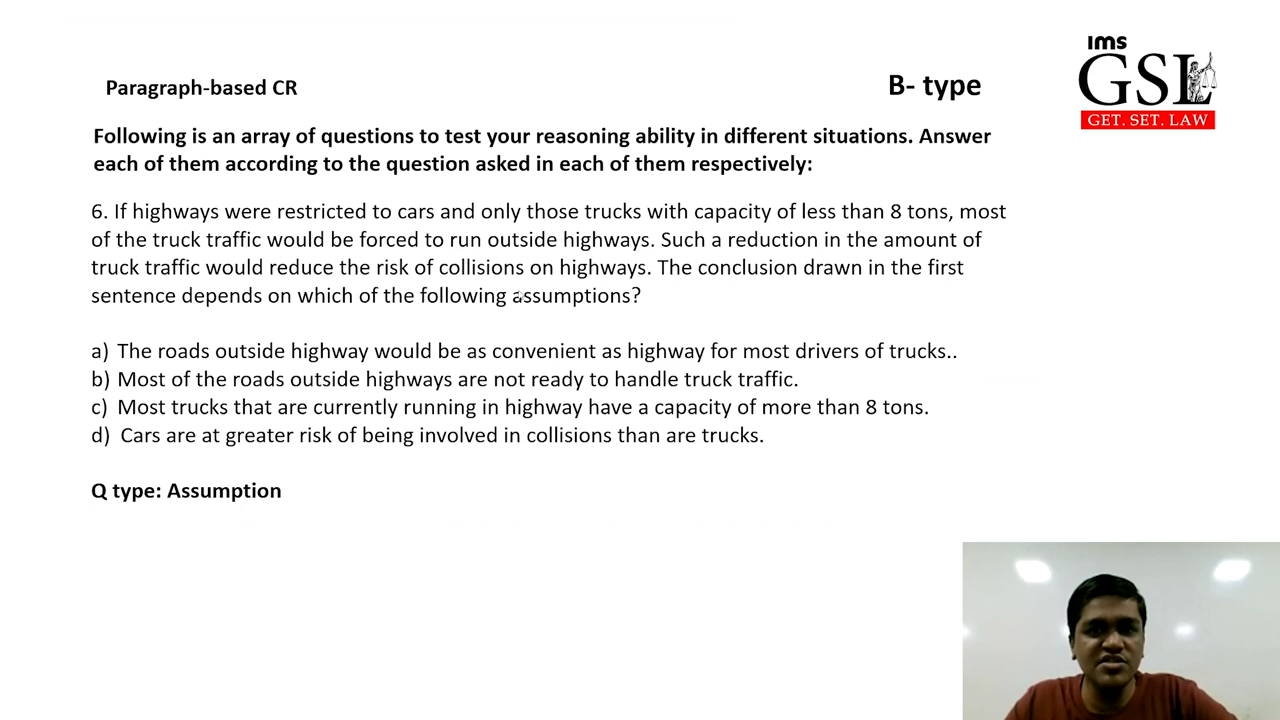 ims
GSL
GET. SET. LAW
Paragraph-based CR
B- type
Following is an array of questions to test your reasoning ability in different situations. Answer
each of them according to the question asked in each of them respectively:
6. If highways were restricted to cars and only those trucks with capacity of less than 8 tons, most
of the truck traffic would be forced to run outside highways. Such a reduction in the amount of
truck traffic would reduce the risk of collisions on highways. The conclusion drawn in the first
sentence depends on which of the following assumptions?
a) The roads outside highway would be as convenient as highway for most drivers of trucks..
b) Most of the roads outside highways are not ready to handle truck traffic.
c) Most trucks that are currently running in highway have a capacity of more than 8 tons.
d) Cars are at greater risk of being involved in collisions than are trucks.
Q type: Assumption